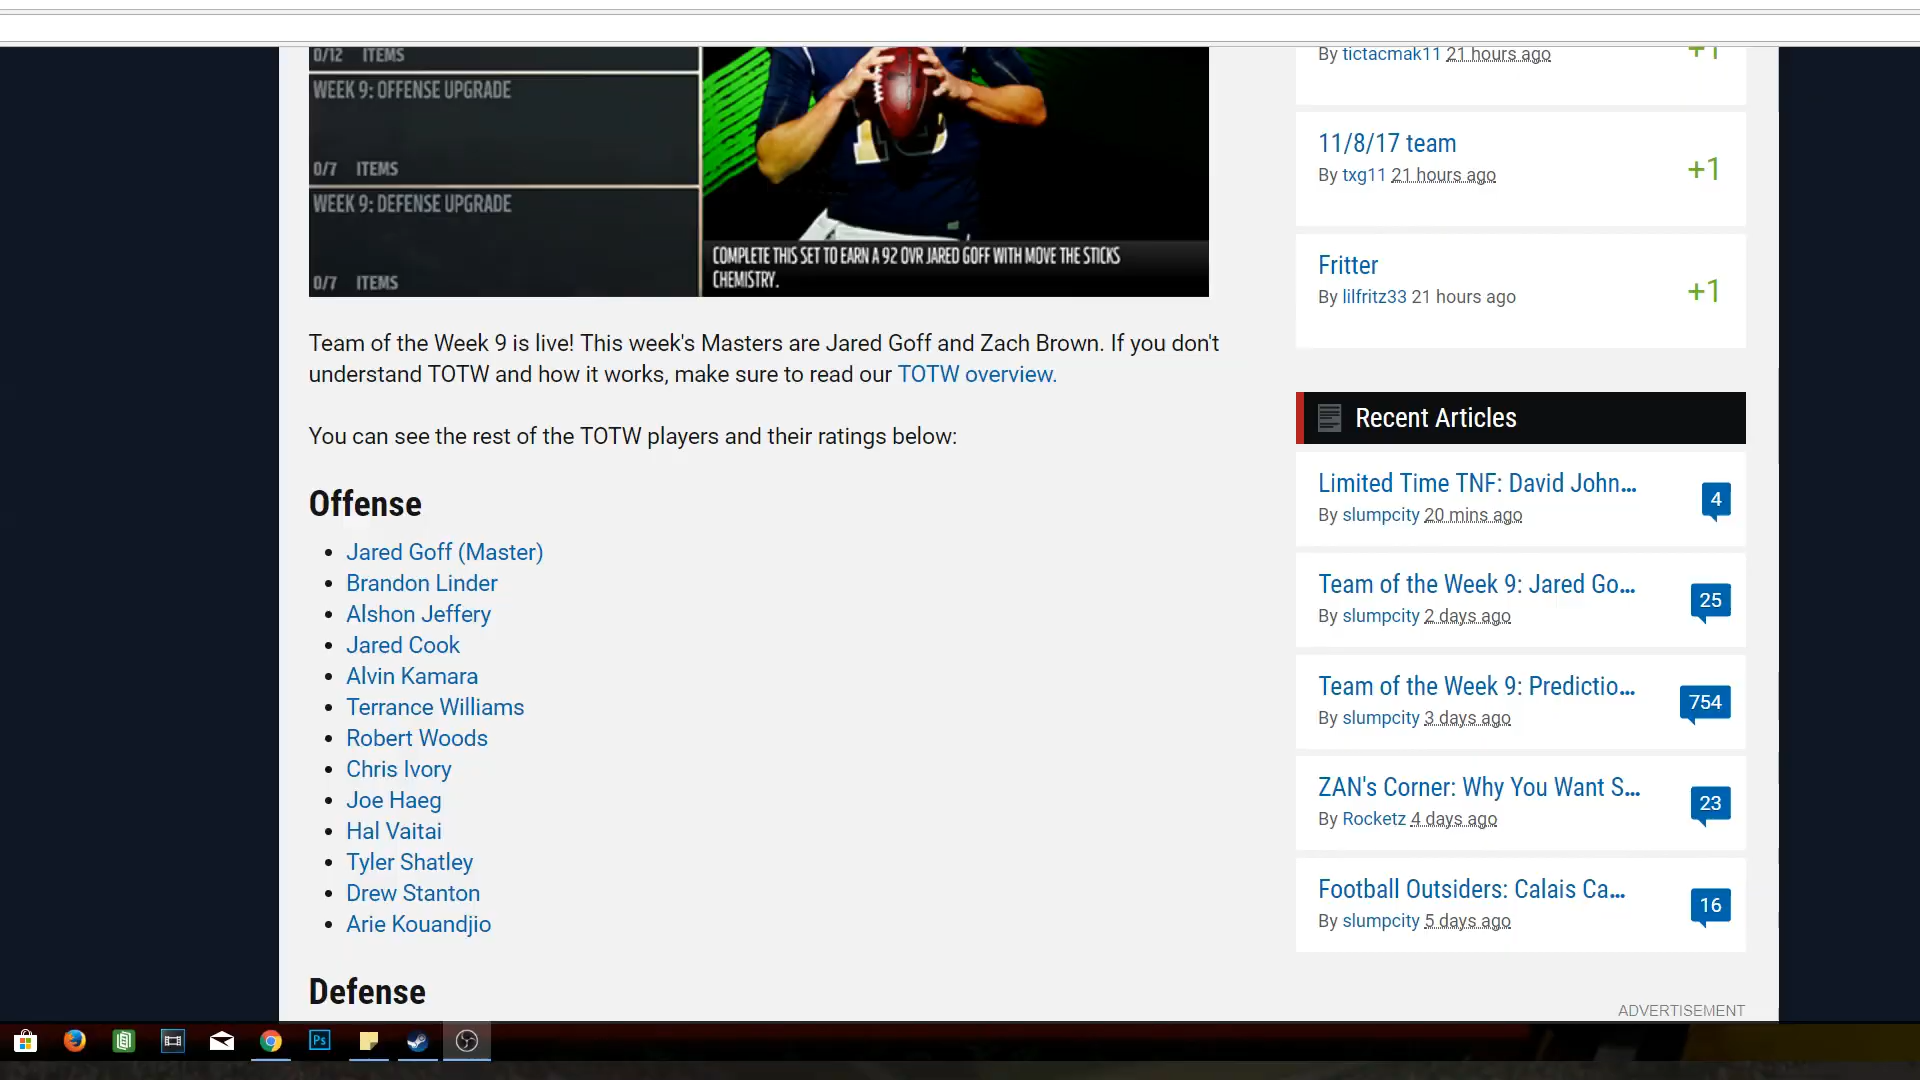 0/12 ITEMS
WEEK 9: OFFENSE UPGRADE
0/7 ITEMS
WEEK 9: DEFENSE UPGRADE
0/7 ITEMS
COMPLETE THIS SET TO EARN A 92 OVR JARED GOFF WITH MOVE THE STICKS
CHEMISTRY.
Team of the Week 9 is live! This week's Masters are Jared Goff and Zach Brown. If you don't
understand TOTW and how it works, make sure to read our TOTW overview.
You can see the rest of the TOTW players and their ratings below:
Offense
Jared Goff (Master)
Brandon Linder
Alshon Jeffery
Jared Cook
Alvin Kamara
Terrance Williams
Robert Woods
Chris Ivory
Joe Haeg
Hal Vaitai
Tyler Shatley
Drew Stanton
Arie Kouandjio
Defense
By tictacmak11 21 hours ago
+1
11/8/17 team
By txg11 21 hours ago
+1
Fritter
By lilfritz33 21 hours ago
+1
Recent Articles
Limited Time TNF: David John...
By slumpcity 20 mins ago
4
Team of the Week 9: Jared Go...
By slumpcity 2 days ago
25
Team of the Week 9: Predictio...
By slumpcity 3 days ago
754
ZAN's Corner: Why You Want S...
By Rocketz 4 days ago
23
Football Outsiders: Calais Ca...
By slumpcity 5 days ago
16
ADVERTISEMENT
Ps